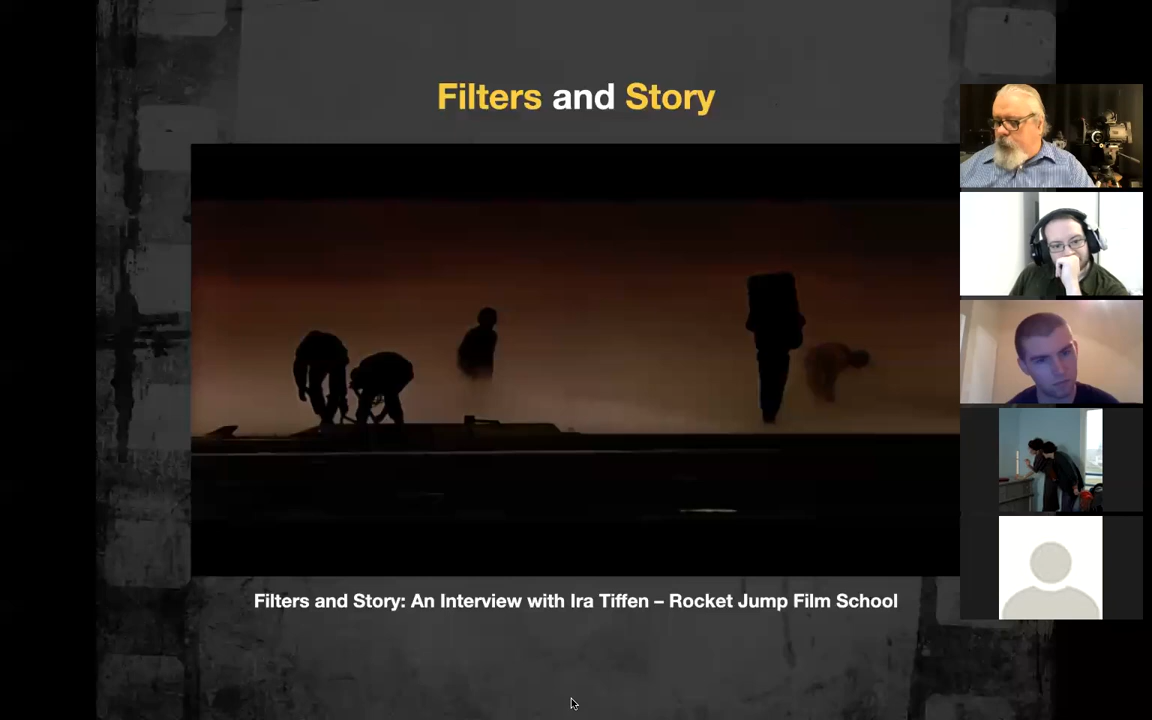 Filters and Story
Filters and Story: An Interview with Ira Tiffen – Rocket Jump Film School